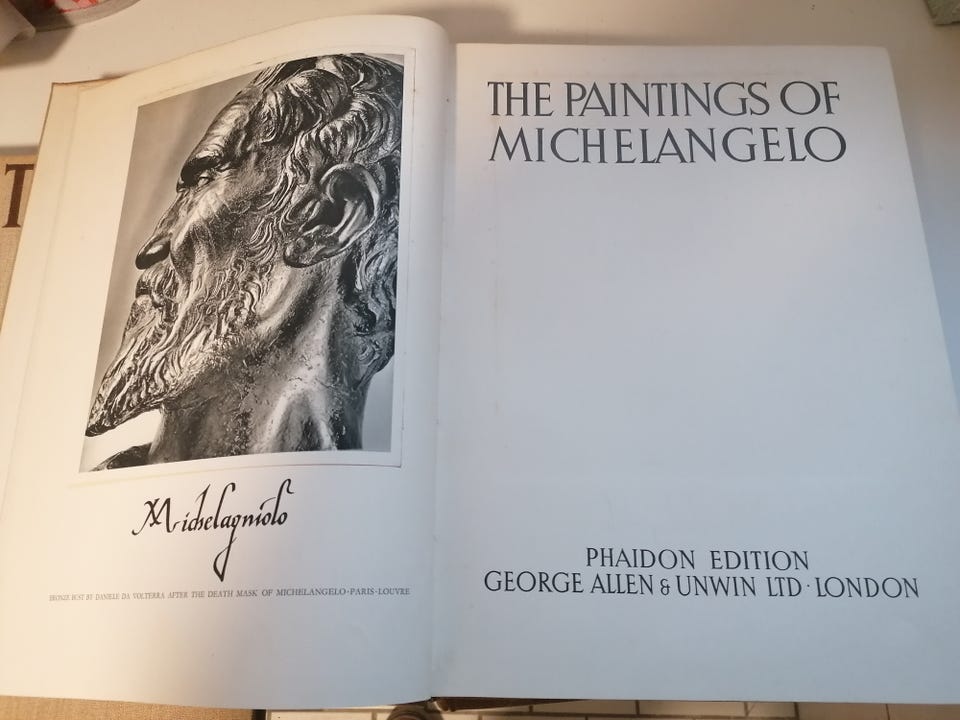 T
Michelagniolo
BRONZE BUST BY DANIELE DA VOLTERRA AFTER THE DEATH MASK OF MICHELANGELO·PARIS·LOUVRE
THE PAINTINGS OF
MICHELANGELO
PHAIDON EDITION
GEORGE ALLEN & UNWIN LTD · LONDON